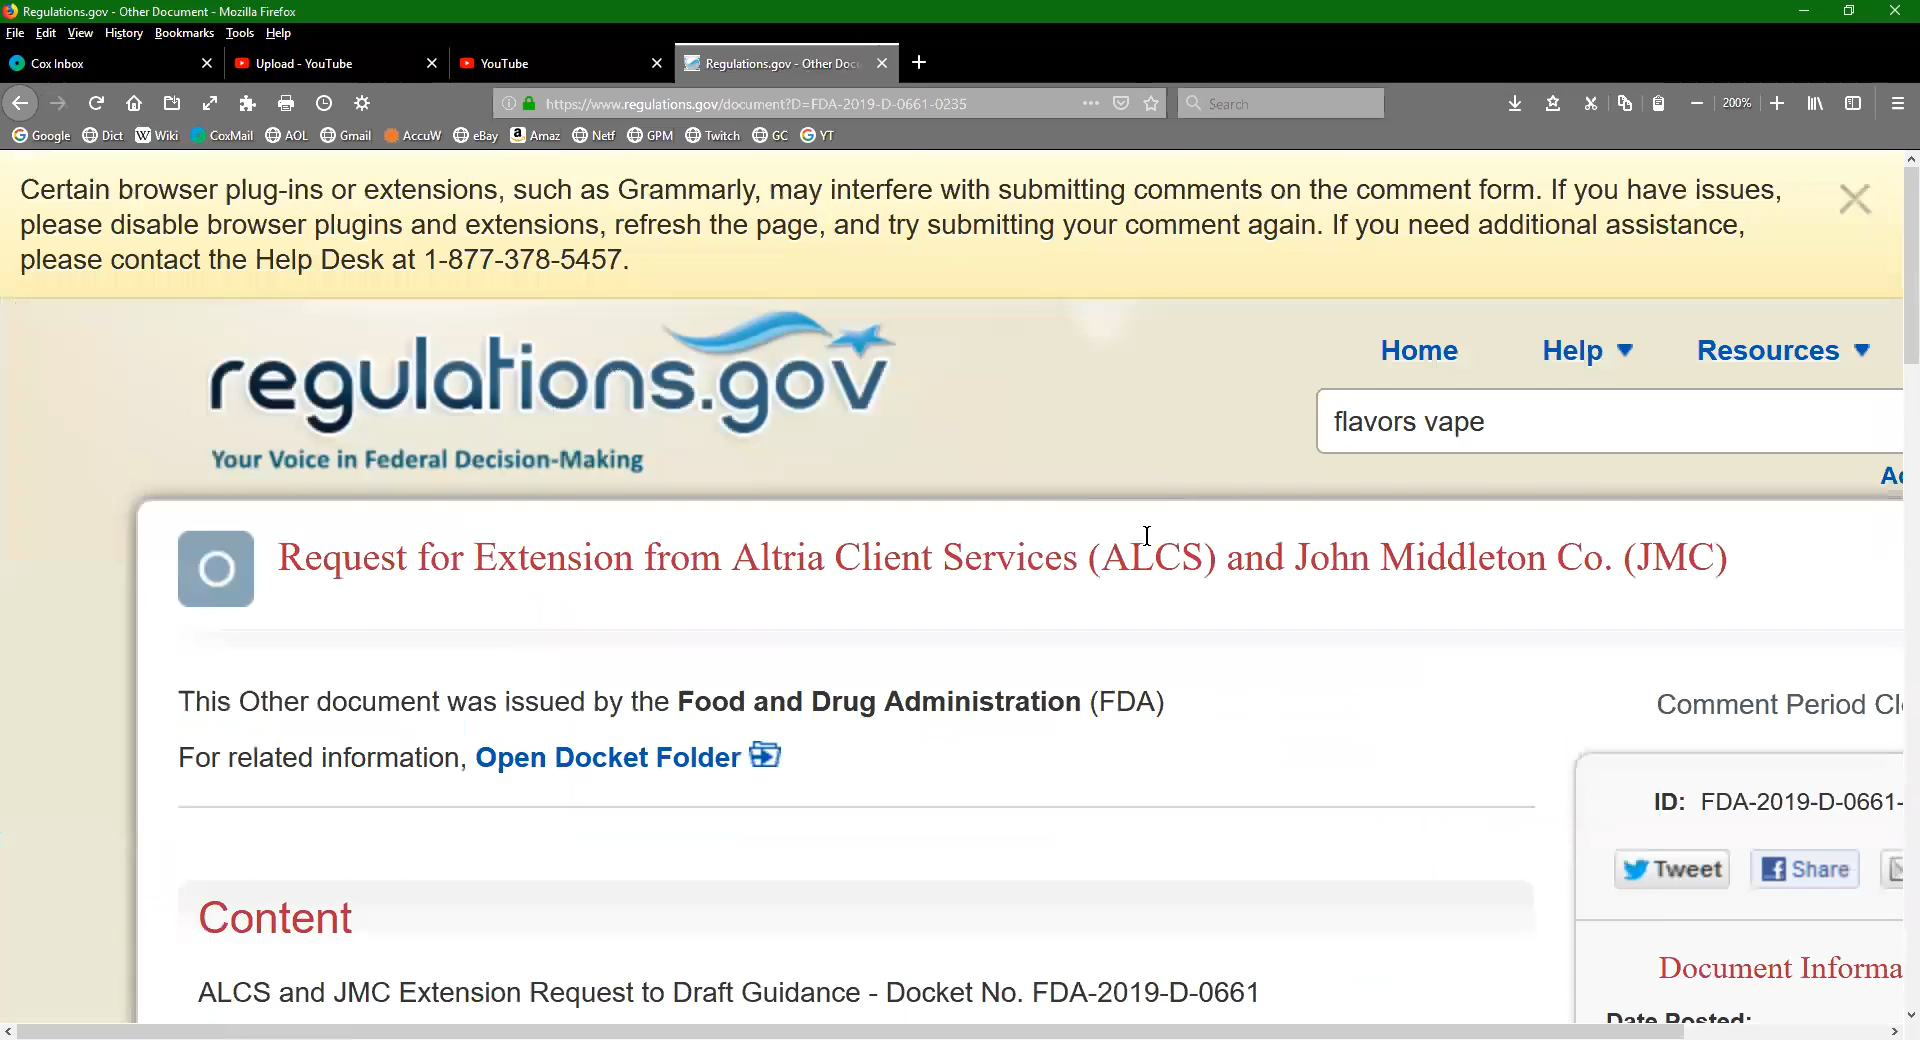 Regulations.gov - Other Document - Mozilla Firefox
File Edit View History Bookmarks Tools Help
Cox Inbox
Upload - YouTube
YouTube
Regulations.gov - Other Doc
https://www.regulations.gov/document?D=FDA-2019-D-0661-0235
Search
200%
Google Dict Wiki CoxMail AOL Gmail AccuW eBay Amaz Netf GPM Twitch GC YT
Certain browser plug-ins or extensions, such as Grammarly, may interfere with submitting comments on the comment form. If you have issues,
please disable browser plugins and extensions, refresh the page, and try submitting your comment again. If you need additional assistance,
please contact the Help Desk at 1-877-378-5457.
regulations.gov
Your Voice in Federal Decision-Making
Home Help Resources
flavors vape
Request for Extension from Altria Client Services (ALCS) and John Middleton Co. (JMC)
This Other document was issued by the Food and Drug Administration (FDA)
For related information, Open Docket Folder
Comment Period Cl
ID: FDA-2019-D-0661-
Tweet
Share
Content
Document Informa
ALCS and JMC Extension Request to Draft Guidance - Docket No. FDA-2019-D-0661
Date Posted: